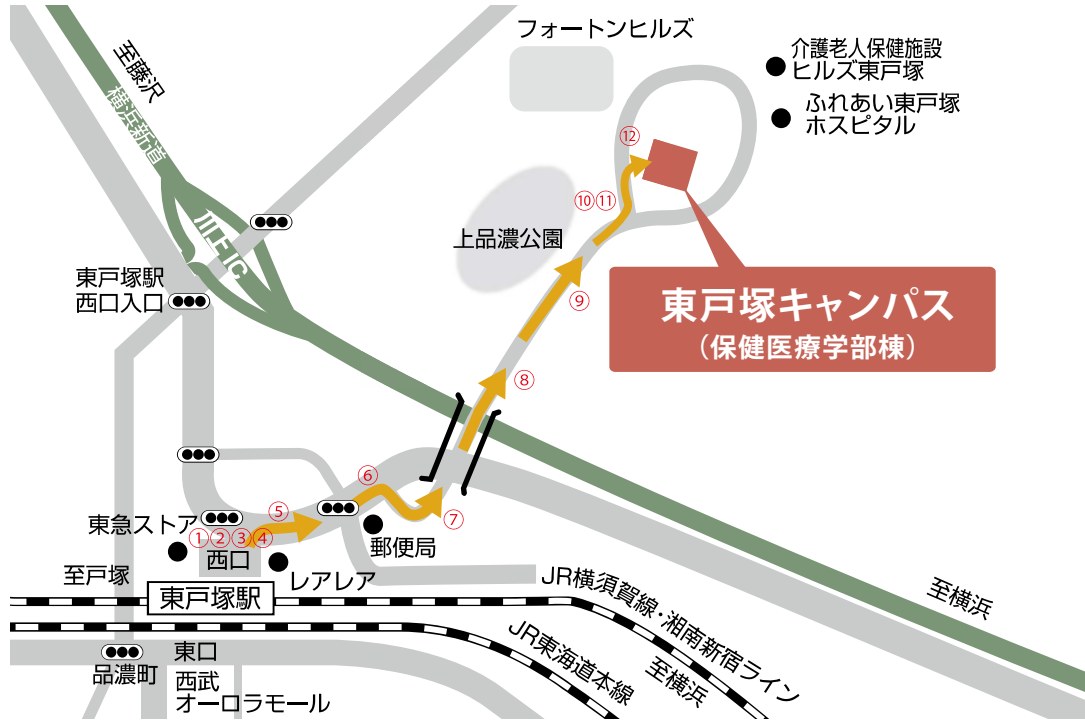 フォートンヒルズ
介護老人保健施設
ヒルズ東戸塚
ふれあい東戸塚
ホスピタル
至藤沢
横浜新道
川上IC
⑫
⑩⑪
上品濃公園
⑨
東戸塚駅
西口入口
東戸塚キャンパス
(保健医療学部棟)
⑧
⑥
⑤
⑦
東急ストア
①②③④
西口
郵便局
レアレア
至戸塚
東戸塚駅
JR横須賀線・湘南新宿ライン
至横浜
JR東海道本線
至横浜
東口
品濃町
西武
オーロラモール